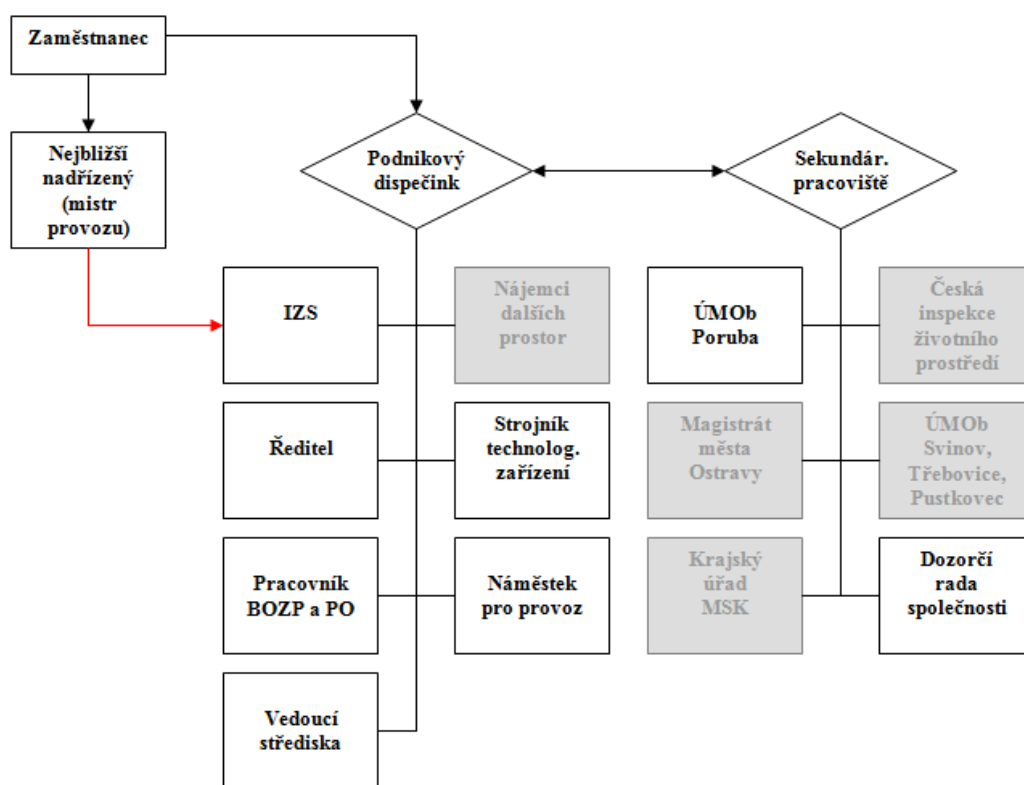 Zaměstnanec
Nejbližší
nadřízený
(mistr
provozu)
Podnikový
dispečink
Sekundár.
pracoviště
IZS
Nájemci
dalších
prostor
ÚMOb
Poruba
Česká
inspekce
životního
prostředí
Ředitel
Strojník
technolog.
zařízení
Magistrát
města
Ostravy
ÚMOb
Svinov,
Třebovice,
Pustkovec
Pracovník
BOZP a PO
Náměstek
pro provoz
Krajský
úřad
MSK
Dozorčí
rada
společnosti
Vedoucí
střediska